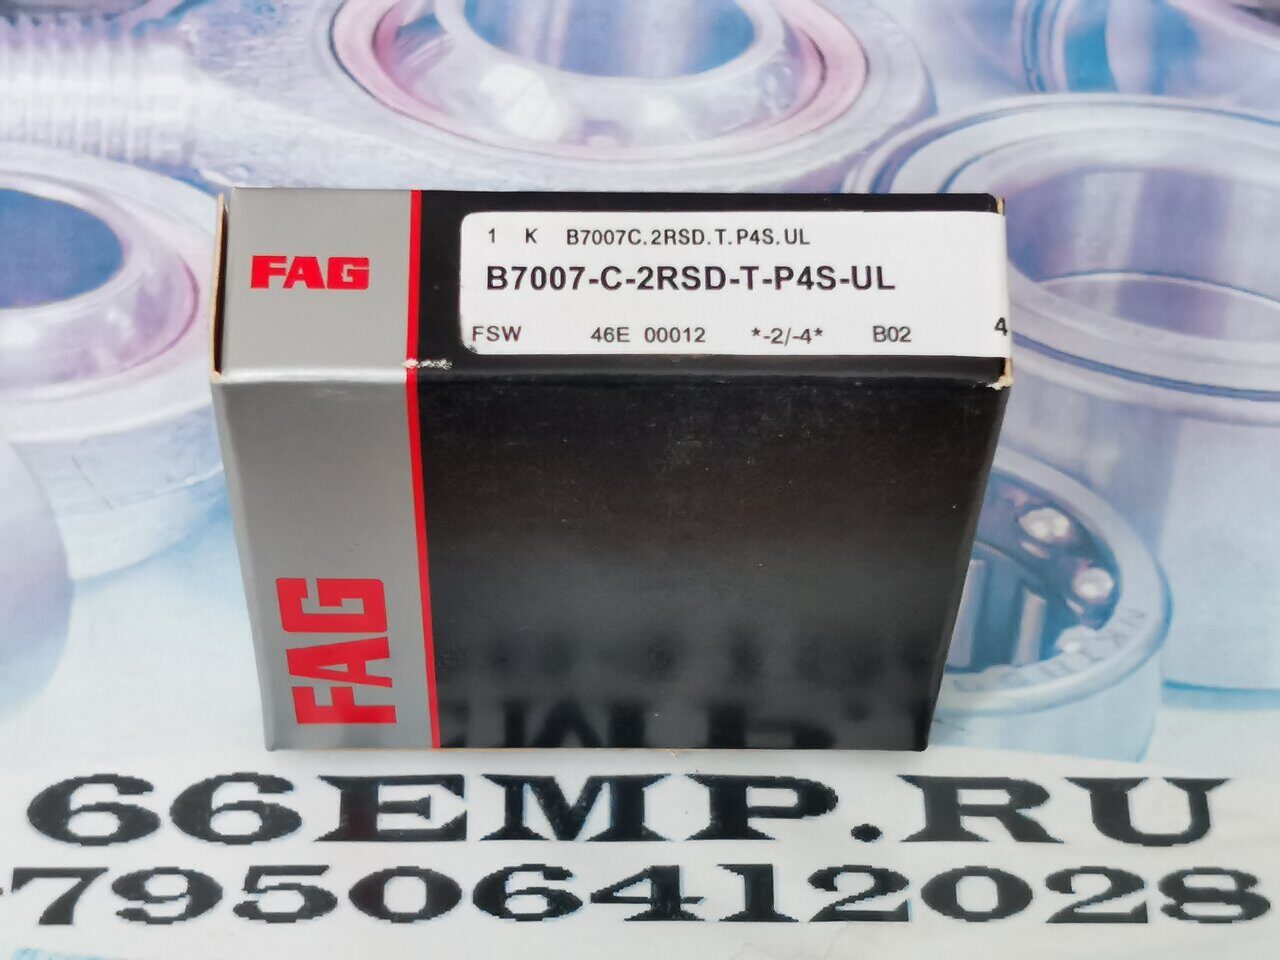 FAG
1 K B7007C.2RSD.T.P4S.UL
B7007-C-2RSD-T-P4S-UL
FSW 46E 00012 *-2/-4* B02 4
FAG
66EMP.RU
79506412028